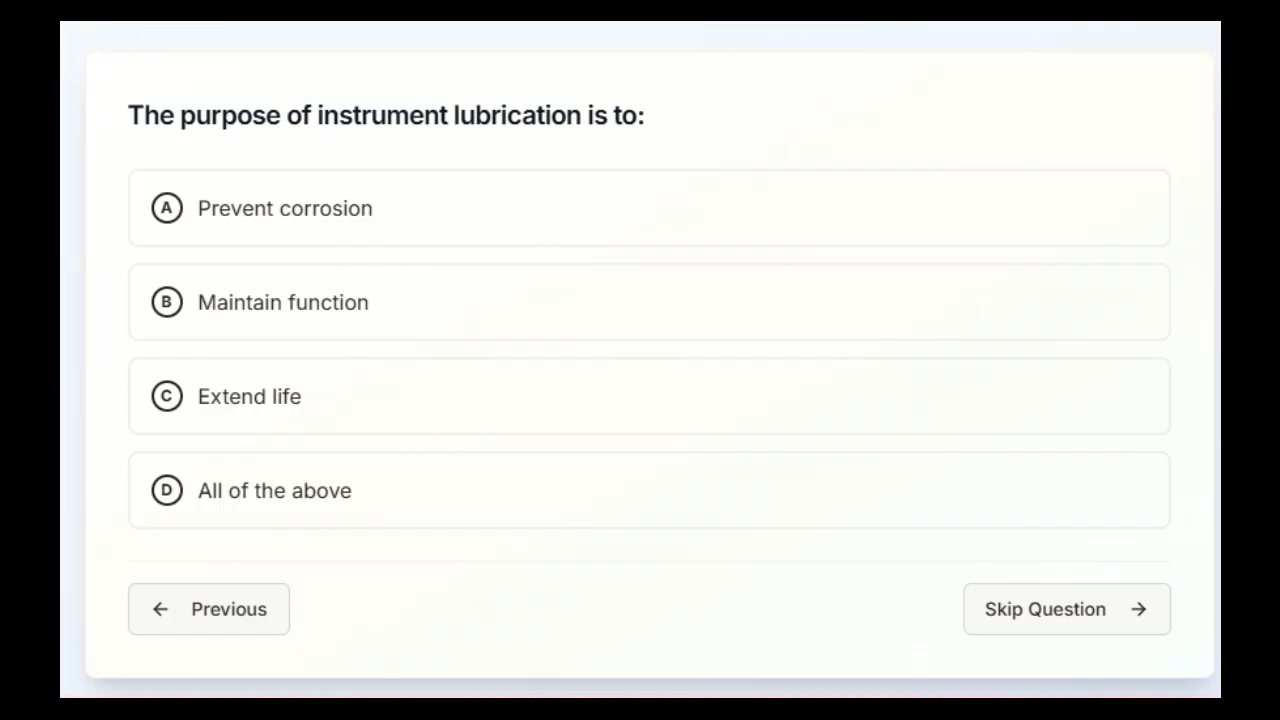 The purpose of instrument lubrication is to:
A Prevent corrosion
B Maintain function
C Extend life
D All of the above
← Previous
Skip Question →